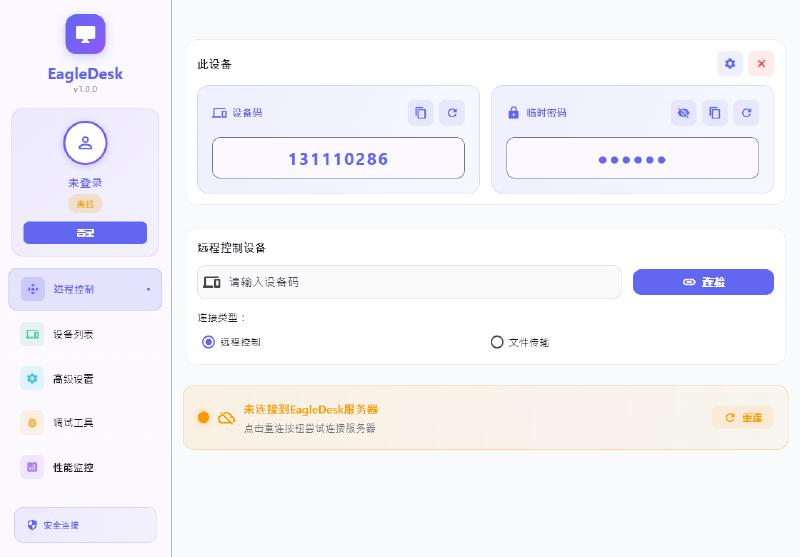 EagleDesk
v1.0.0
未登录
离线
登录
远程控制
设备列表
高级设置
调试工具
性能监控
安全连接
此设备
设备码
131110286
临时密码
●●●●●●
远程控制设备
请输入设备码
连接
连接类型：
远程控制
文件传输
未连接到EagleDesk服务器
点击重连按钮尝试连接服务器
重连